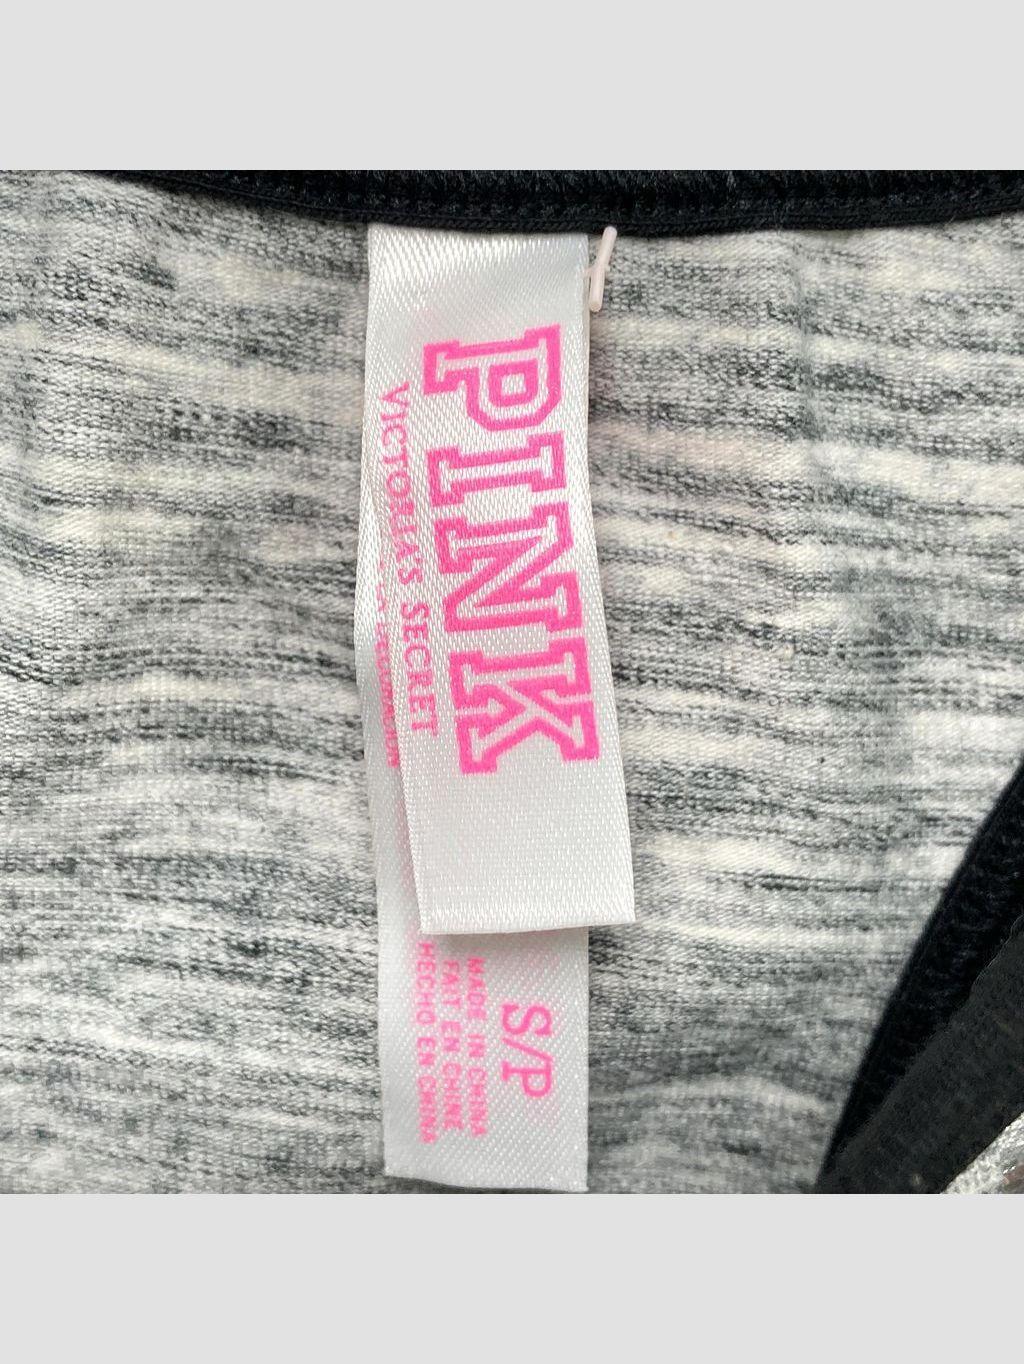 PINK
VICTORIA'S SECRET
S/P
MADE IN CHINA
FAIT EN CHINE
HECHO EN CHINA